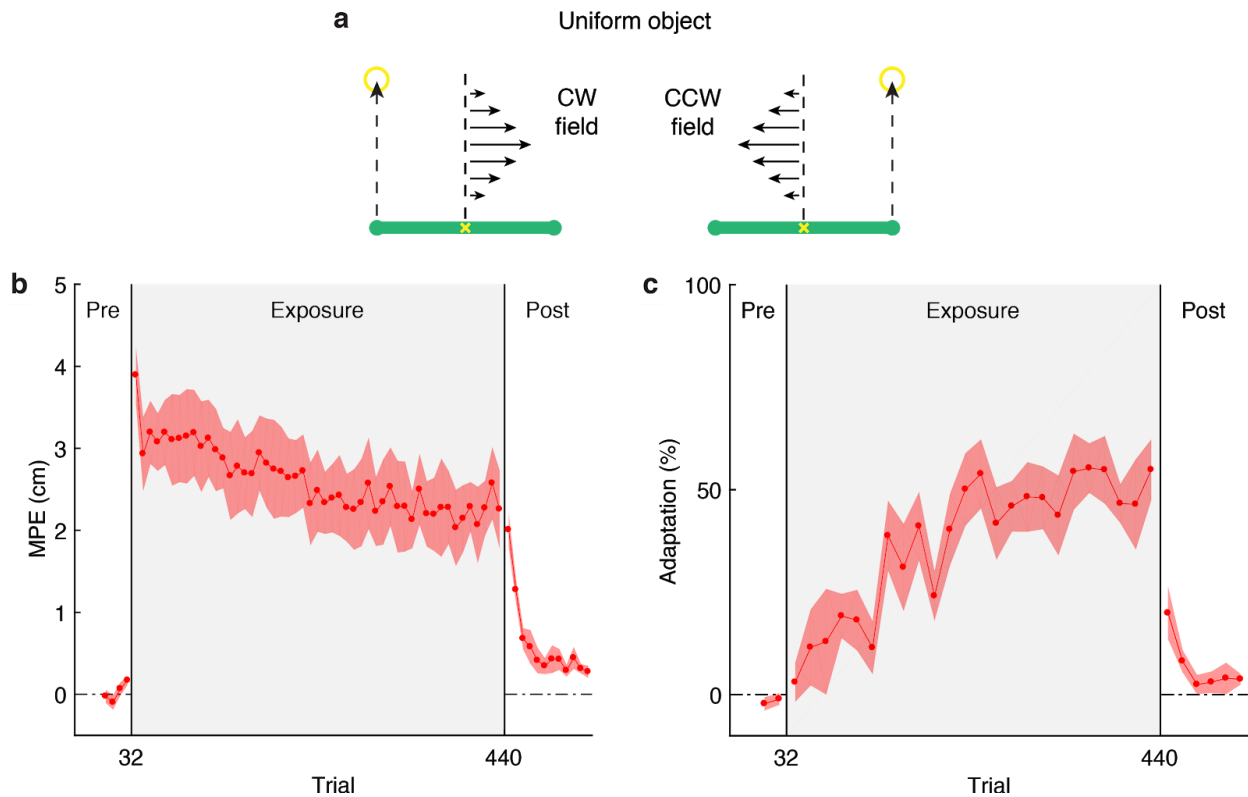 a
Uniform object
CW
field
CCW
field
b
5
4
3
2
1
0
MPE (cm)
Pre
Exposure
Post
32
440
Trial
c
100
50
0
Adaptation (%)
Pre
Exposure
Post
32
440
Trial